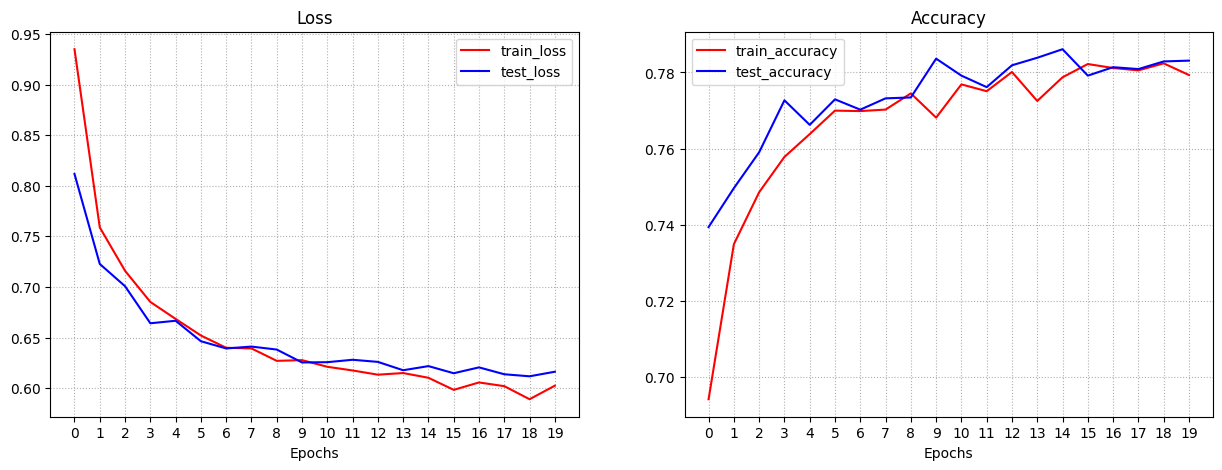 Loss
0.95
0.90
0.85
0.80
0.75
0.70
0.65
0.60
train_loss
test_loss
0 1 2 3 4 5 6 7 8 9 10 11 12 13 14 15 16 17 18 19
Epochs
Accuracy
train_accuracy
test_accuracy
0.78
0.76
0.74
0.72
0.70
0 1 2 3 4 5 6 7 8 9 10 11 12 13 14 15 16 17 18 19
Epochs